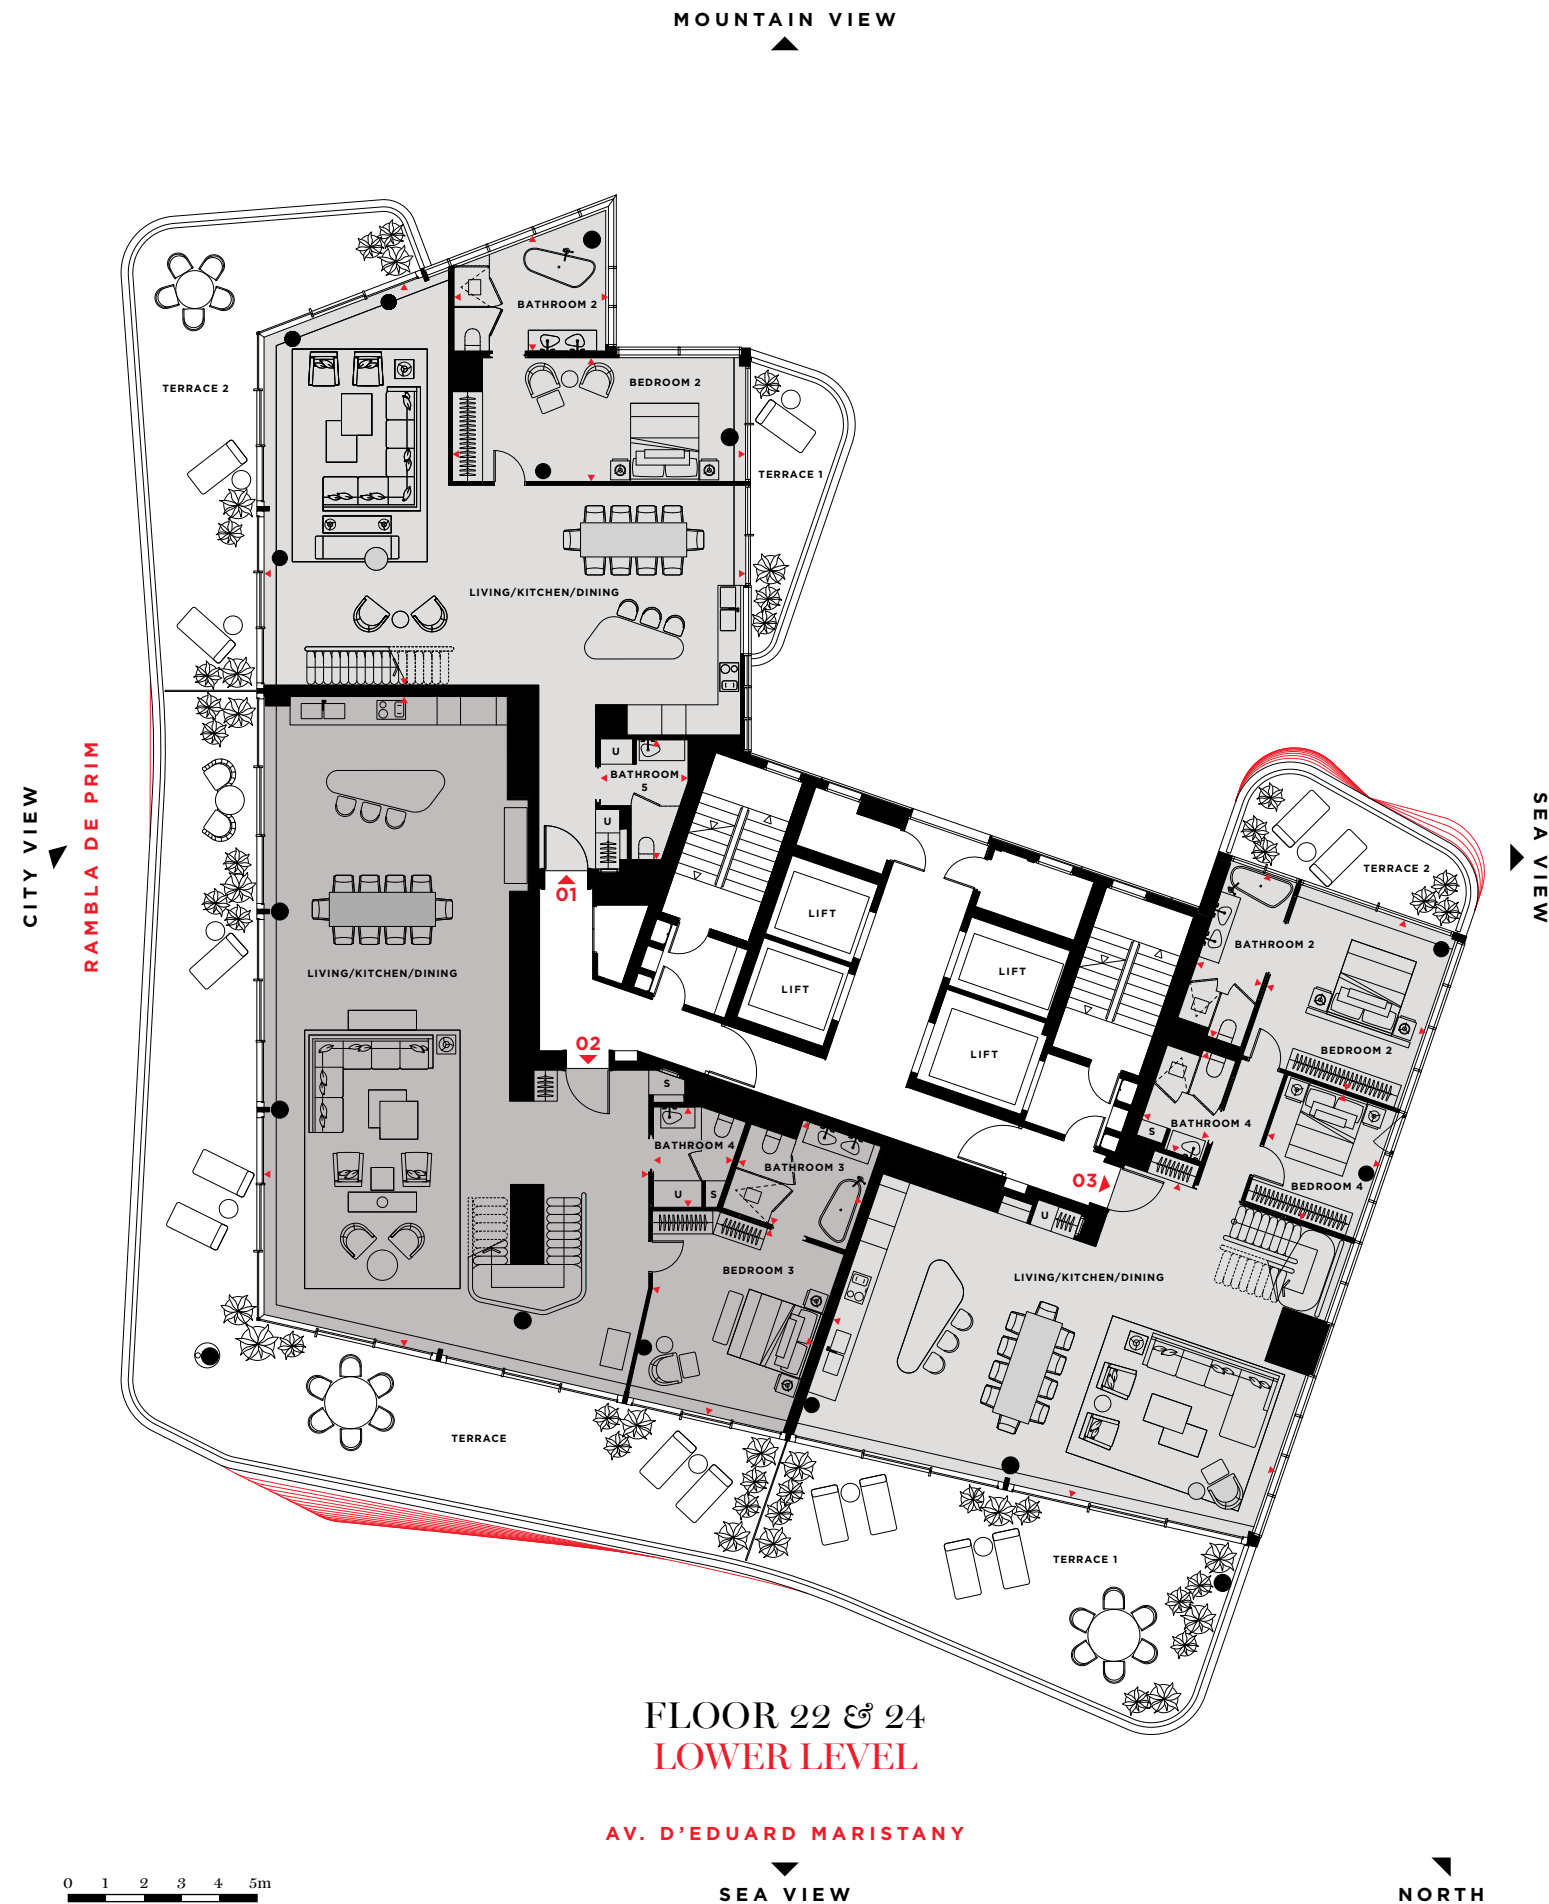 MOUNTAIN VIEW
BATHROOM 2
TERRACE 2
BEDROOM 2
TERRACE 1
LIVING/KITCHEN/DINING
U
BATHROOM
5
U
01
CITY VIEW
RAMBLA DE PRIM
SEA VIEW
TERRACE 2
LIFT
LIFT
LIFT
LIFT
BATHROOM 2
BEDROOM 2
LIVING/KITCHEN/DINING
02
S
BATHROOM 4
BATHROOM 3
U
S
BEDROOM 3
BATHROOM 4
S
BEDROOM 4
03
U
LIVING/KITCHEN/DINING
TERRACE
TERRACE 1
FLOOR 22 & 24
LOWER LEVEL
AV. D’EDUARD MARISTANY
SEA VIEW
0 1 2 3 4 5m
NORTH